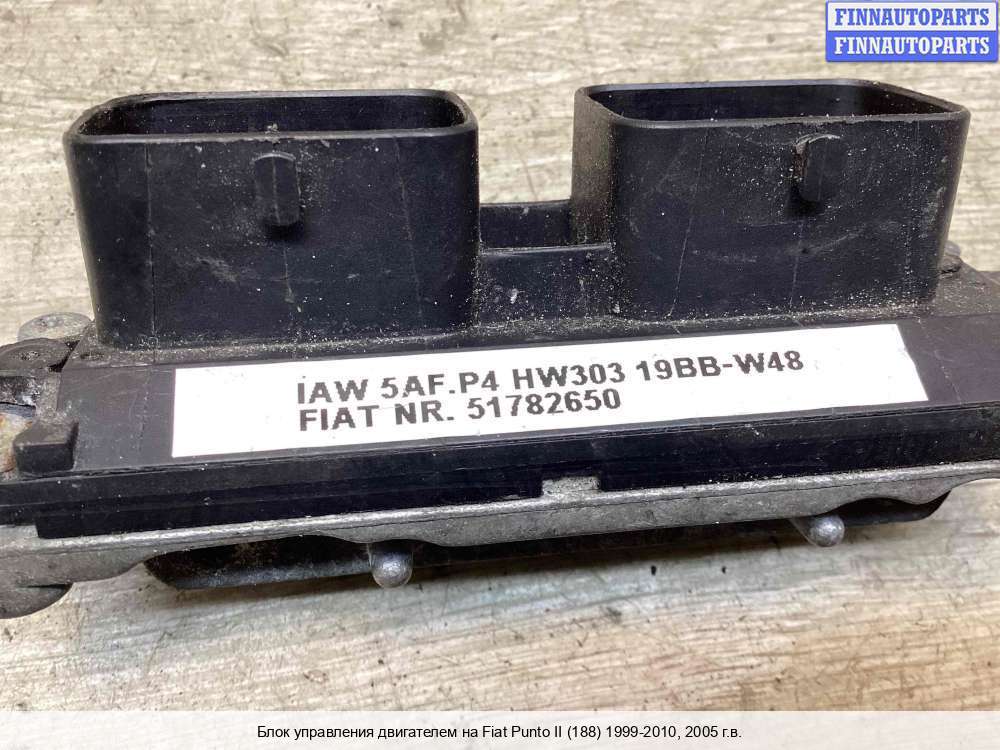 FINNAUTOPARTS
FINNAUTOPARTS
IAW 5AF.P4 HW303 19BB-W48
FIAT NR. 51782650
Блок управления двигателем на Fiat Punto II (188) 1999-2010, 2005 г.в.